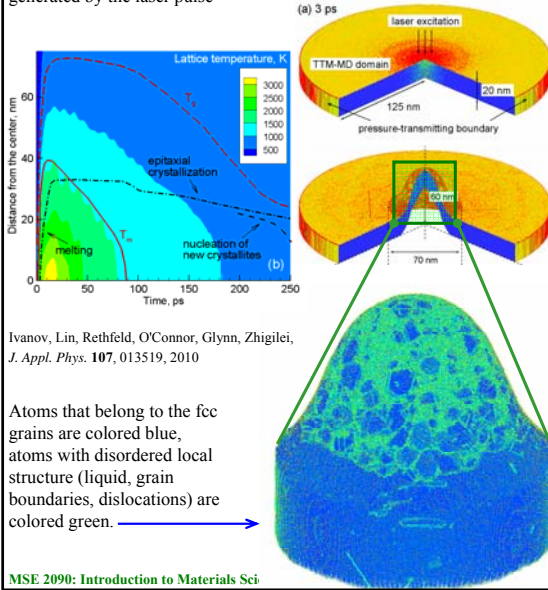 generated by the laser pulse
(a) 3 ps
laser excitation
TTM-MD domain
20 nm
125 nm
pressure-transmitting boundary
Lattice temperature, K
3000
2500
2000
1500
1000
500
Distance from the center, nm
60
40
20
0
epitaxial
crystallization
melting
nucleation of
new crystallites
(b)
0 50 100 150 200 250
Time, ps
60 nm
70 nm
Ivanov, Lin, Rethfeld, O'Connor, Glynn, Zhigilei,
J. Appl. Phys. 107, 013519, 2010
Atoms that belong to the fcc
grains are colored blue,
atoms with disordered local
structure (liquid, grain
boundaries, dislocations) are
colored green.
MSE 2090: Introduction to Materials